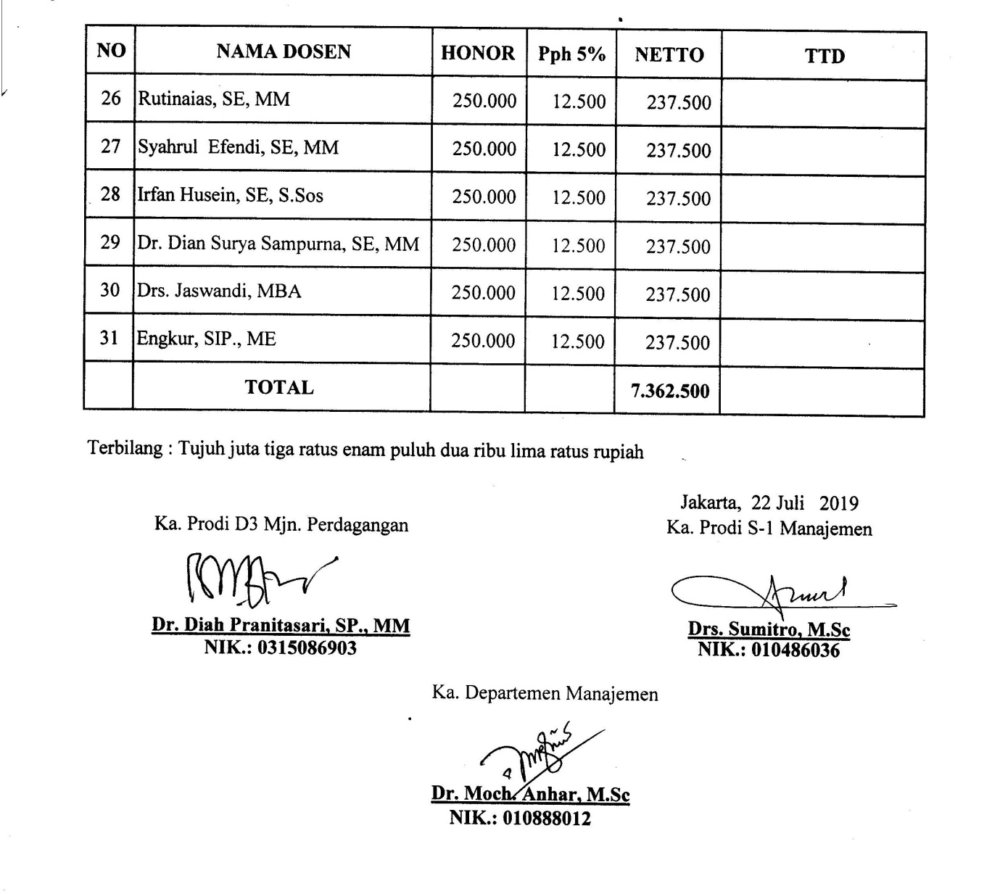 NO NAMA DOSEN HONOR Pph 5% NETTO TTD
26 Rutinaias, SE, MM 250.000 12.500 237.500
27 Syahrul Efendi, SE, MM 250.000 12.500 237.500
28 Irfan Husein, SE, S.Sos 250.000 12.500 237.500
29 Dr. Dian Surya Sampurna, SE, MM 250.000 12.500 237.500
30 Drs. Jaswandi, MBA 250.000 12.500 237.500
31 Engkur, SIP., ME 250.000 12.500 237.500
TOTAL 7.362.500
Terbilang : Tujuh juta tiga ratus enam puluh dua ribu lima ratus rupiah
Jakarta, 22 Juli 2019
Ka. Prodi D3 Mjn. Perdagangan Ka. Prodi S-1 Manajemen
Dr. Diah Pranitasari, SP., MM Drs. Sumitro, M.Sc
NIK.: 0315086903 NIK.: 010486036
Ka. Departemen Manajemen
Dr. Moch. Anhar, M.Sc
NIK.: 010888012